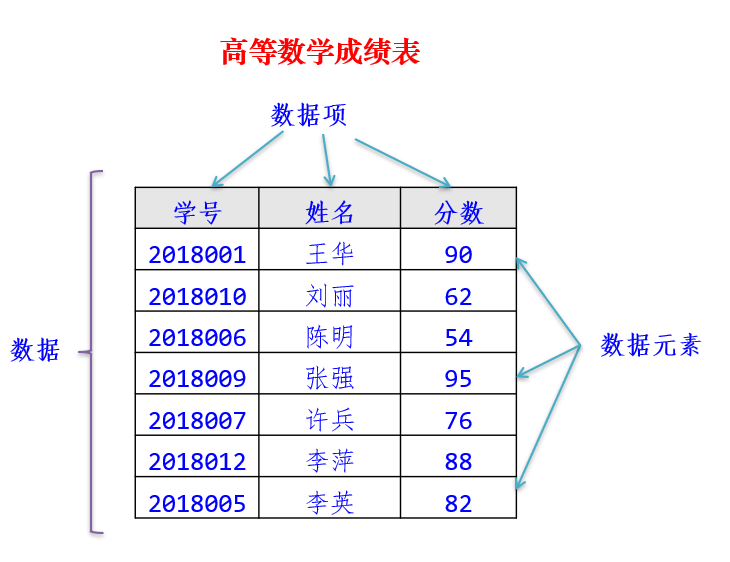 高等数学成绩表
数据项
学号 姓名 分数
2018001 王华 90
2018010 刘丽 62
2018006 陈明 54
数据 数据元素
2018009 张强 95
2018007 许兵 76
2018012 李萍 88
2018005 李英 82